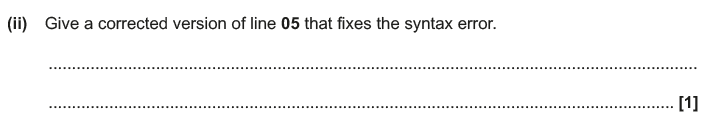 (ii) Give a corrected version of line 05 that fixes the syntax error.
...................................................................................................................................
............................................................................................................................... [1]